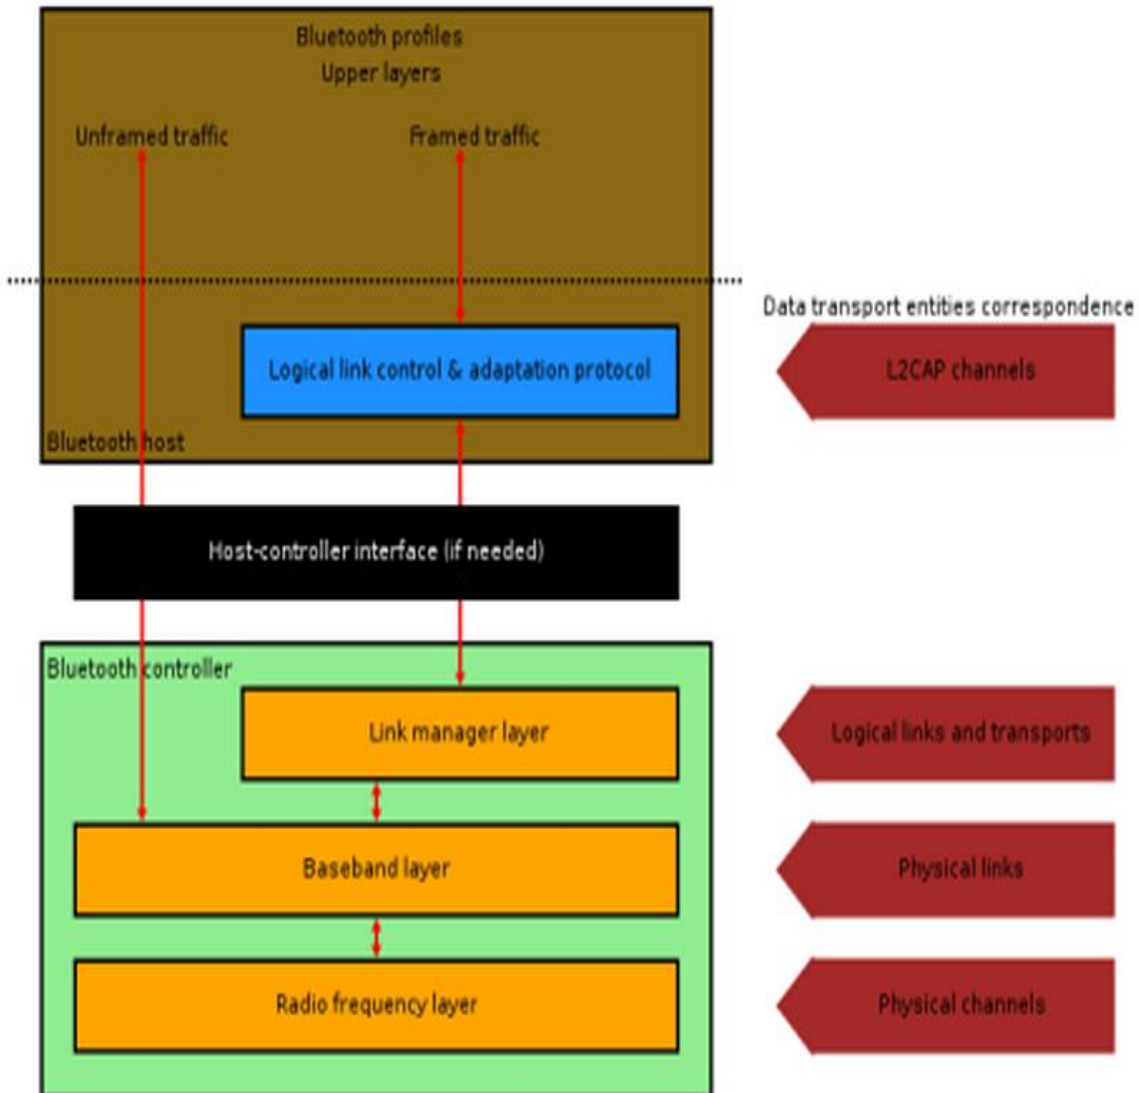 Bluetooth profiles
Upper layers
Unframed traffic
Framed traffic
Data transport entities correspondence
Logical link control & adaptation protocol
L2CAP channels
Bluetooth host
Host-controller interface (if needed)
Bluetooth controller
Link manager layer
Logical links and transports
Baseband layer
Physical links
Radio frequency layer
Physical channels